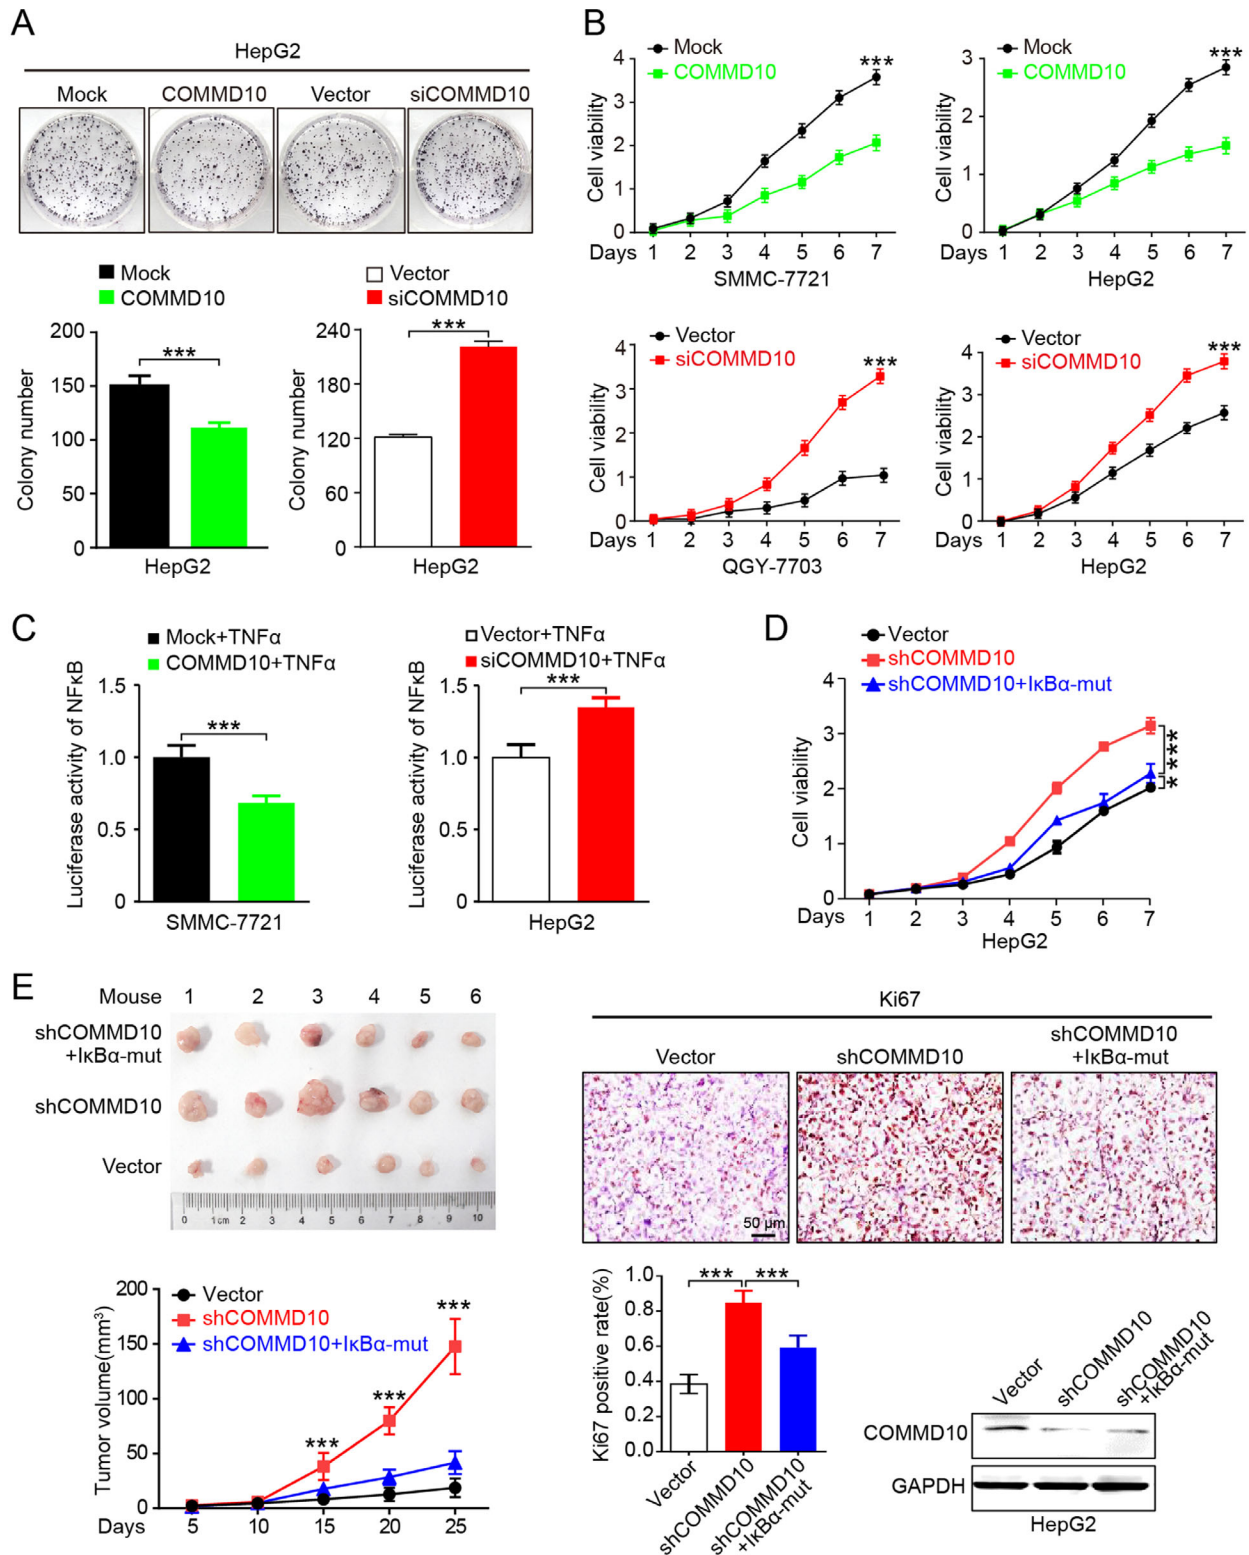 A
HepG2
Mock COMMD10 Vector siCOMMD10
Mock
COMMD10
Colony number
200
150
100
50
0
***
HepG2
Vector
siCOMMD10
Colony number
240
180
120
60
0
***
HepG2
B
Mock
COMMD10
***
Cell viability
4
3
2
1
0
Days 1 2 3 4 5 6 7
SMMC-7721
Mock
COMMD10
***
Cell viability
3
2
1
0
Days 1 2 3 4 5 6 7
HepG2
Vector
siCOMMD10
***
Cell viability
4
3
2
1
0
Days 1 2 3 4 5 6 7
QGY-7703
Vector
siCOMMD10
***
Cell viability
4
3
2
1
0
Days 1 2 3 4 5 6 7
HepG2
C
Mock+TNFα
COMMD10+TNFα
Luciferase activity of NFκB
1.5
1.0
0.5
0
***
SMMC-7721
Vector+TNFα
siCOMMD10+TNFα
Luciferase activity of NFκB
1.5
1.0
0.5
0
***
HepG2
D
Vector
shCOMMD10
shCOMMD10+IκBα-mut
Cell viability
4
3
2
1
0
***
*
Days 1 2 3 4 5 6 7
HepG2
E
Mouse 1 2 3 4 5 6
shCOMMD10
+IκBα-mut
shCOMMD10
Vector
0 1cm 2 3 4 5 6 7 8 9 10
Vector
shCOMMD10
shCOMMD10+IκBα-mut
Tumor volume(mm³)
200
150
100
50
0
*** *** ***
Days 5 10 15 20 25
Ki67
Vector shCOMMD10 shCOMMD10
+IκBα-mut
50 μm
Ki67 positive rate(%)
1.0
0.8
0.6
0.4
0.2
0.0
*** ***
Vector
shCOMMD10
shCOMMD10
+IκBα-mut
Vector
shCOMMD10
shCOMMD10
+IκBα-mut
COMMD10
GAPDH
HepG2